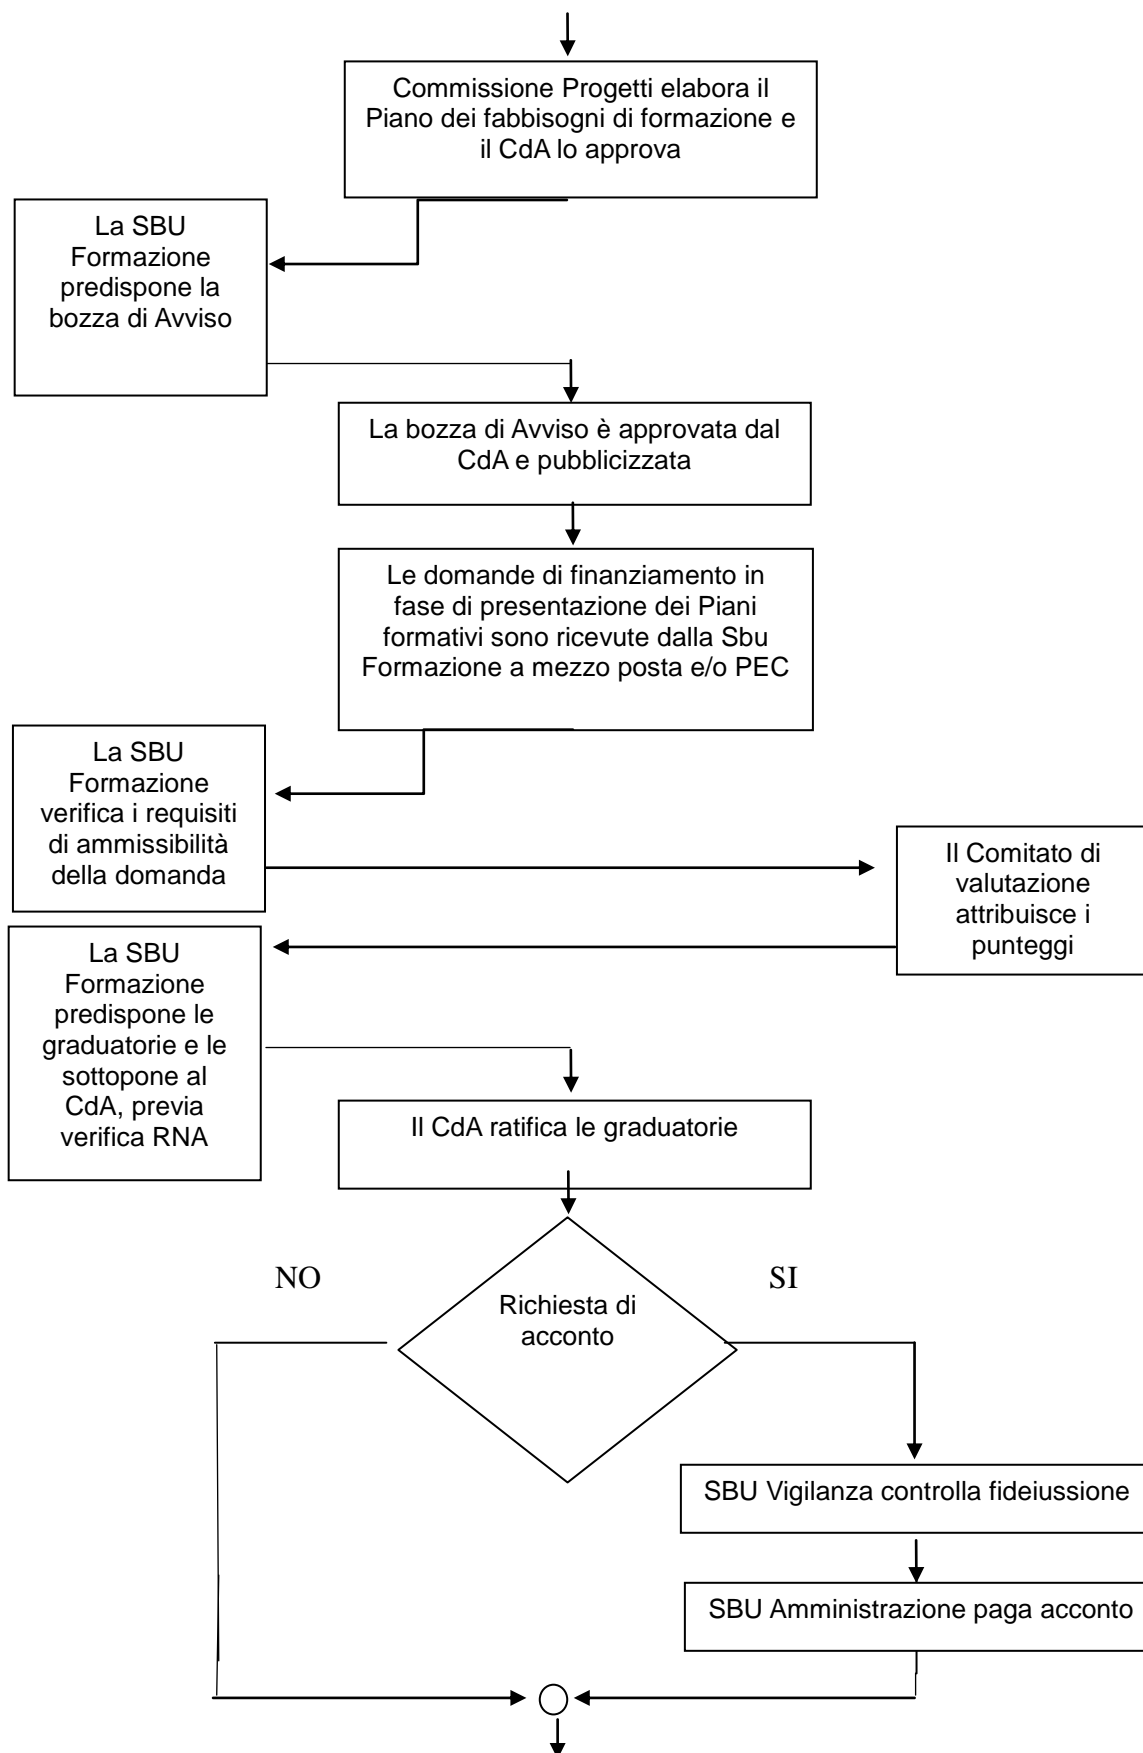 Commissione Progetti elabora il
Piano dei fabbisogni di formazione e
il CdA lo approva
La SBU
Formazione
predispone la
bozza di Avviso
La bozza di Avviso è approvata dal
CdA e pubblicizzata
Le domande di finanziamento in
fase di presentazione dei Piani
formativi sono ricevute dalla Sbu
Formazione a mezzo posta e/o PEC
La SBU
Formazione
verifica i requisiti
di ammissibilità
della domanda
Il Comitato di
valutazione
attribuisce i
punteggi
La SBU
Formazione
predispone le
graduatorie e le
sottopone al
CdA, previa
verifica RNA
Il CdA ratifica le graduatorie
NO
SI
Richiesta di
acconto
SBU Vigilanza controlla fideiussione
SBU Amministrazione paga acconto